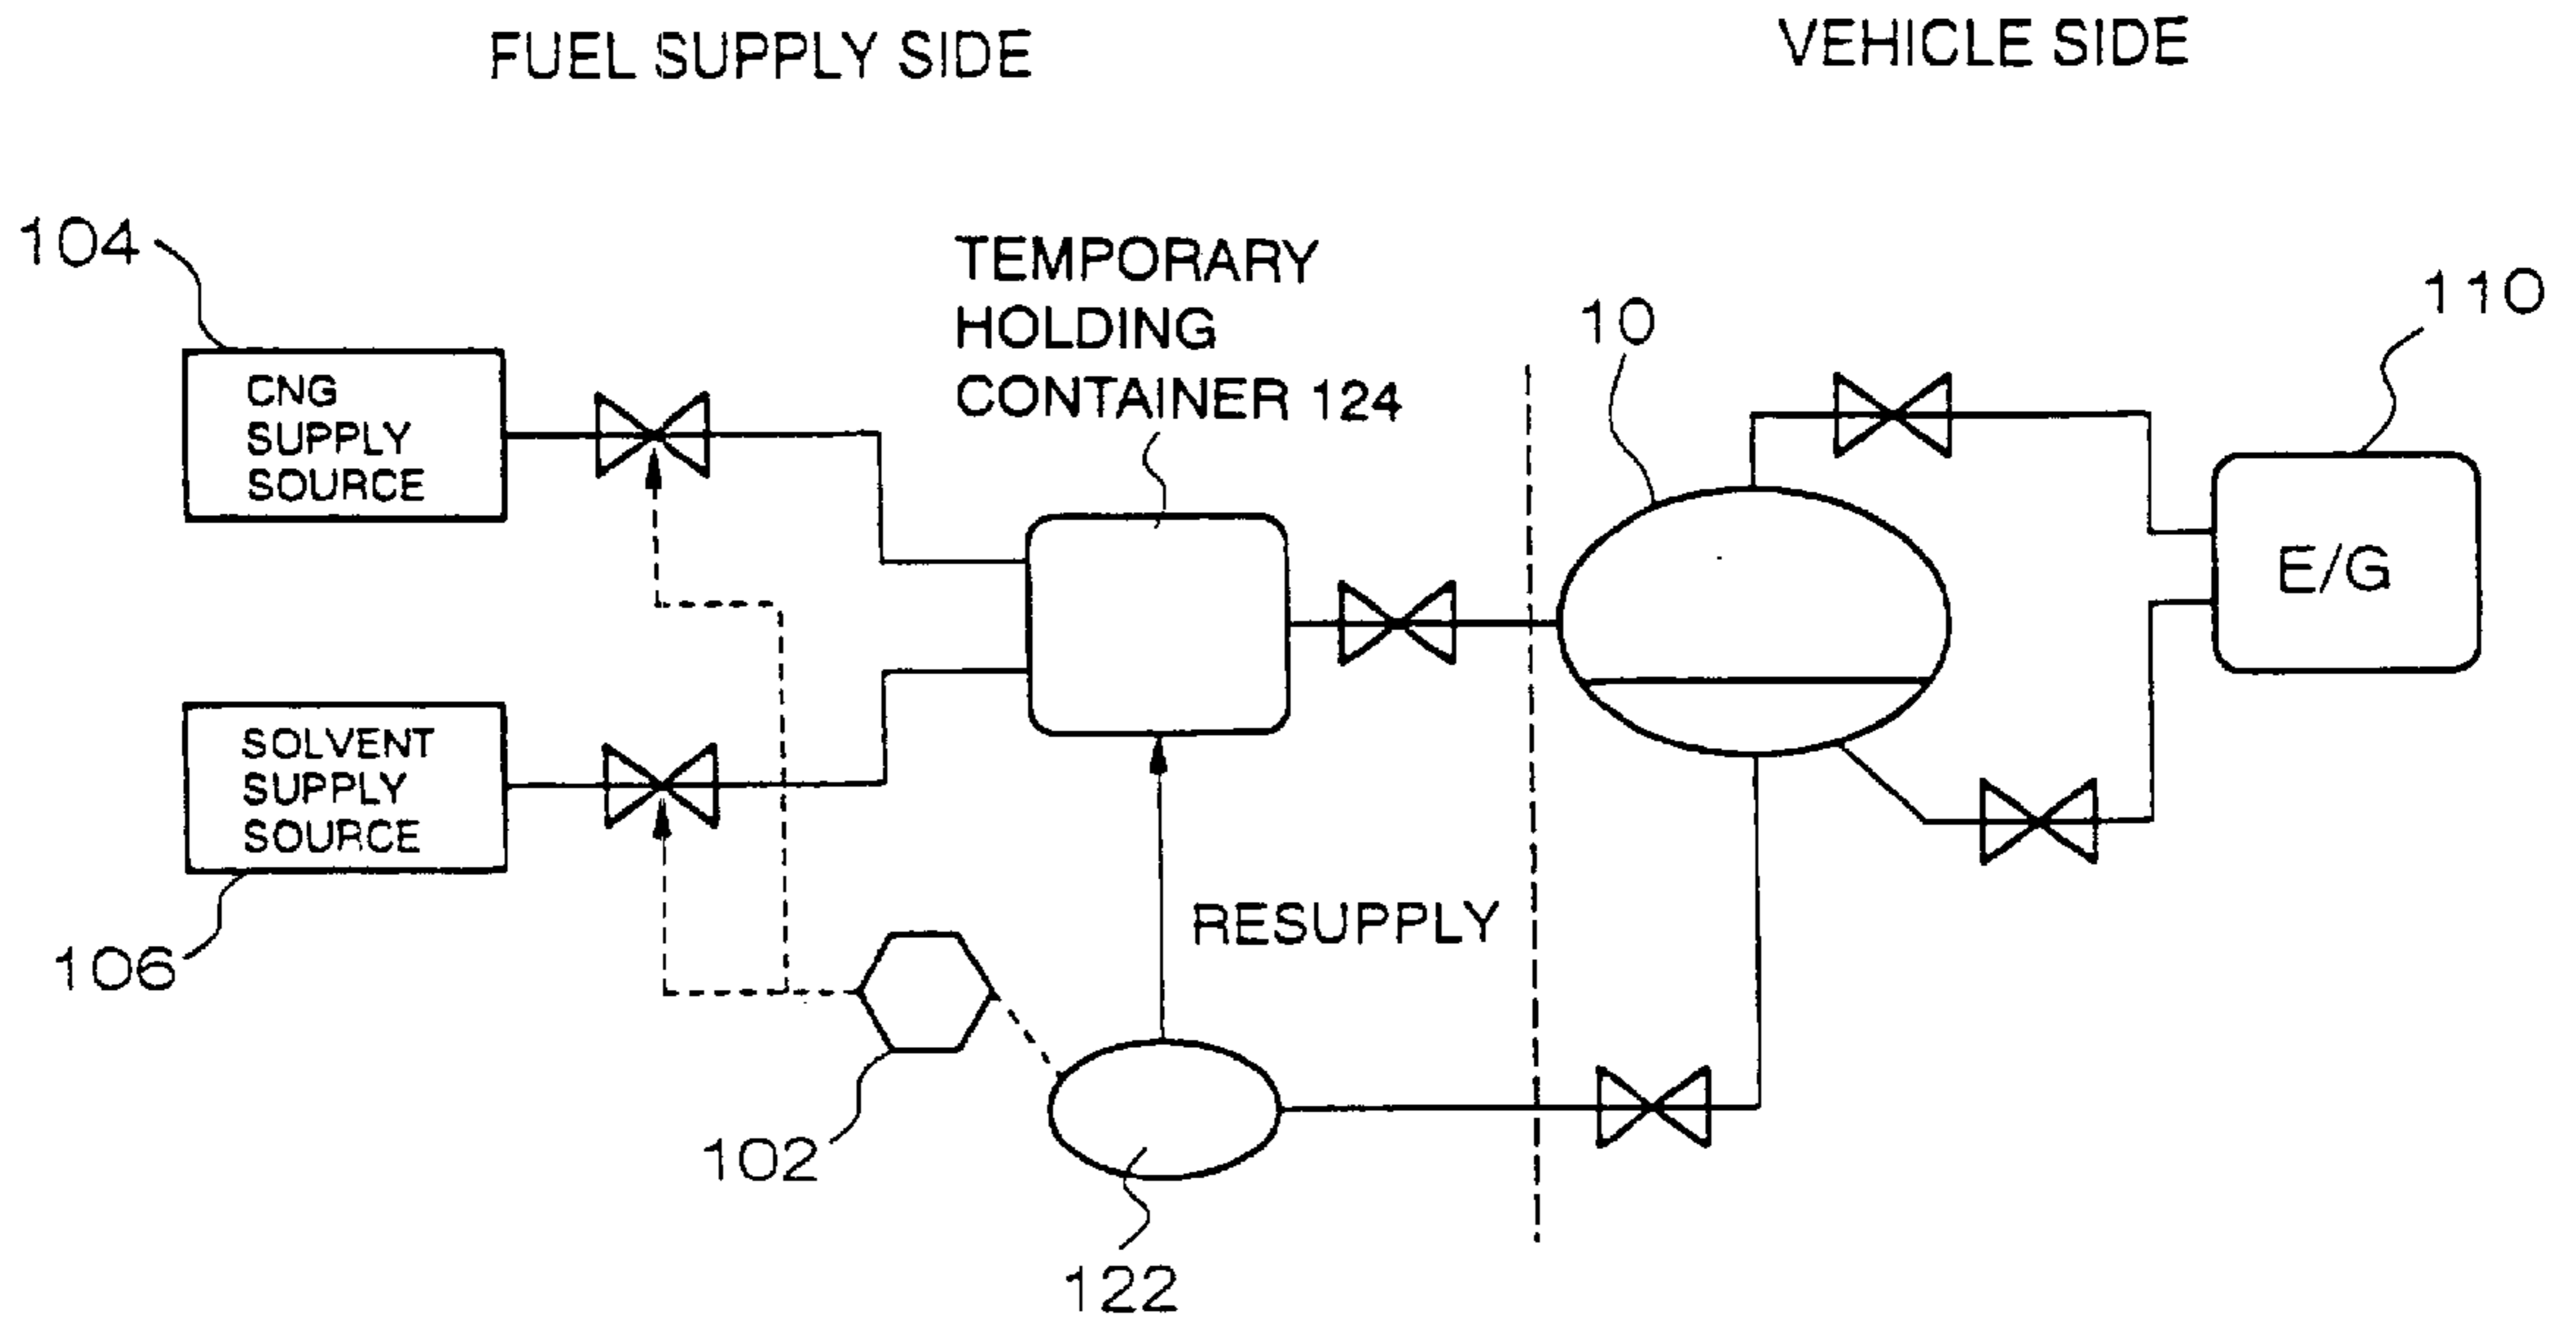 FUEL SUPPLY SIDE
VEHICLE SIDE
104
TEMPORARY
HOLDING
CONTAINER 124
10
110
CNG
SUPPLY
SOURCE
E/G
SOLVENT
SUPPLY
SOURCE
RESUPPLY
106
102
122